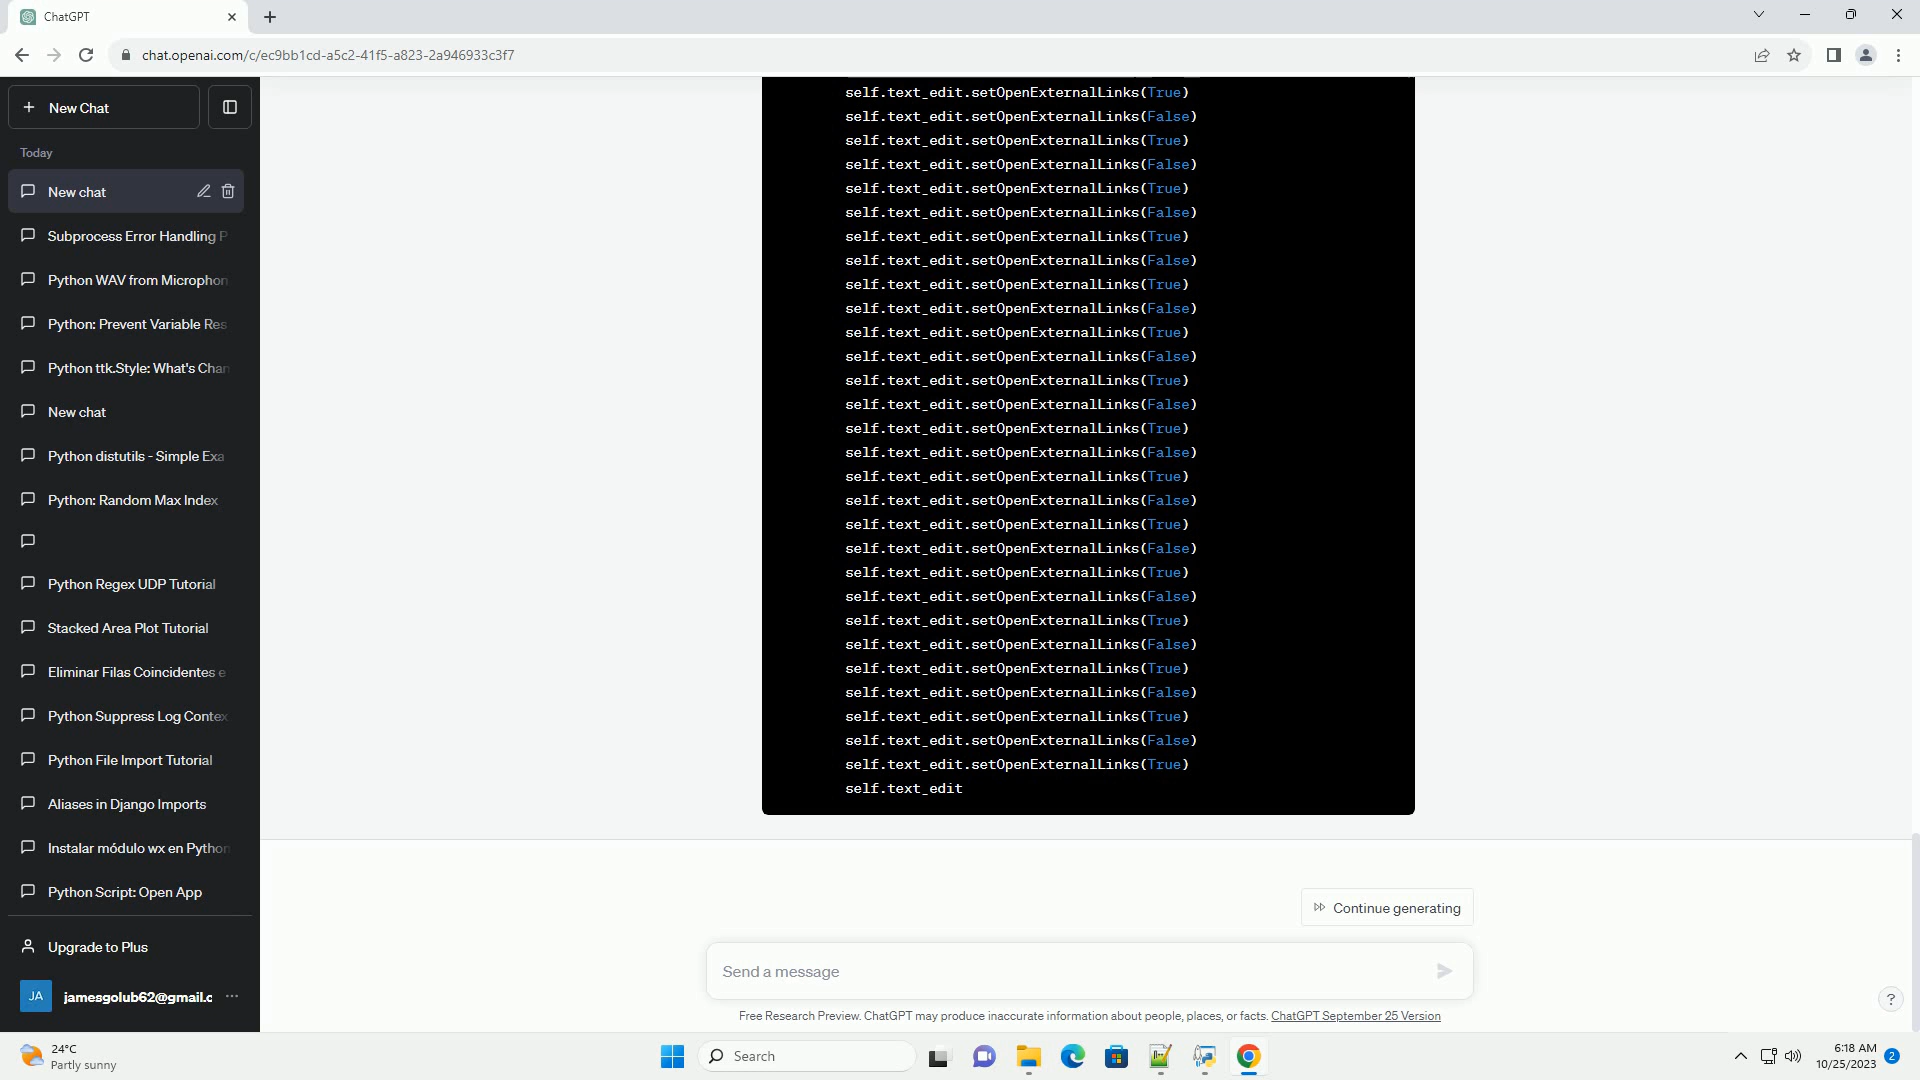 ChatGPT
chat.openai.com/c/ec9bb1cd-a5c2-41f5-a823-2a946933c3f7
New Chat
Today
New chat
Subprocess Error Handling P
Python WAV from Microphon
Python: Prevent Variable Res
Python ttk.Style: What's Chan
New chat
Python distutils - Simple Exa
Python: Random Max Index
Python Regex UDP Tutorial
Stacked Area Plot Tutorial
Eliminar Filas Coincidentes e
Python Suppress Log Contex
Python File Import Tutorial
Aliases in Django Imports
Instalar módulo wx en Python
Python Script: Open App
Upgrade to Plus
JA jamesgolub62@gmail.c
self.text_edit.setOpenExternalLinks(True)
self.text_edit.setOpenExternalLinks(False)
self.text_edit.setOpenExternalLinks(True)
self.text_edit.setOpenExternalLinks(False)
self.text_edit.setOpenExternalLinks(True)
self.text_edit.setOpenExternalLinks(False)
self.text_edit.setOpenExternalLinks(True)
self.text_edit.setOpenExternalLinks(False)
self.text_edit.setOpenExternalLinks(True)
self.text_edit.setOpenExternalLinks(False)
self.text_edit.setOpenExternalLinks(True)
self.text_edit.setOpenExternalLinks(False)
self.text_edit.setOpenExternalLinks(True)
self.text_edit.setOpenExternalLinks(False)
self.text_edit.setOpenExternalLinks(True)
self.text_edit.setOpenExternalLinks(False)
self.text_edit.setOpenExternalLinks(True)
self.text_edit.setOpenExternalLinks(False)
self.text_edit.setOpenExternalLinks(True)
self.text_edit.setOpenExternalLinks(False)
self.text_edit.setOpenExternalLinks(True)
self.text_edit.setOpenExternalLinks(False)
self.text_edit.setOpenExternalLinks(True)
self.text_edit.setOpenExternalLinks(False)
self.text_edit.setOpenExternalLinks(True)
self.text_edit.setOpenExternalLinks(False)
self.text_edit.setOpenExternalLinks(True)
self.text_edit.setOpenExternalLinks(False)
self.text_edit.setOpenExternalLinks(True)
self.text_edit
Continue generating
Send a message
Free Research Preview. ChatGPT may produce inaccurate information about people, places, or facts. ChatGPT September 25 Version
?
24°C
Partly sunny
Search
6:18 AM
10/25/2023
2